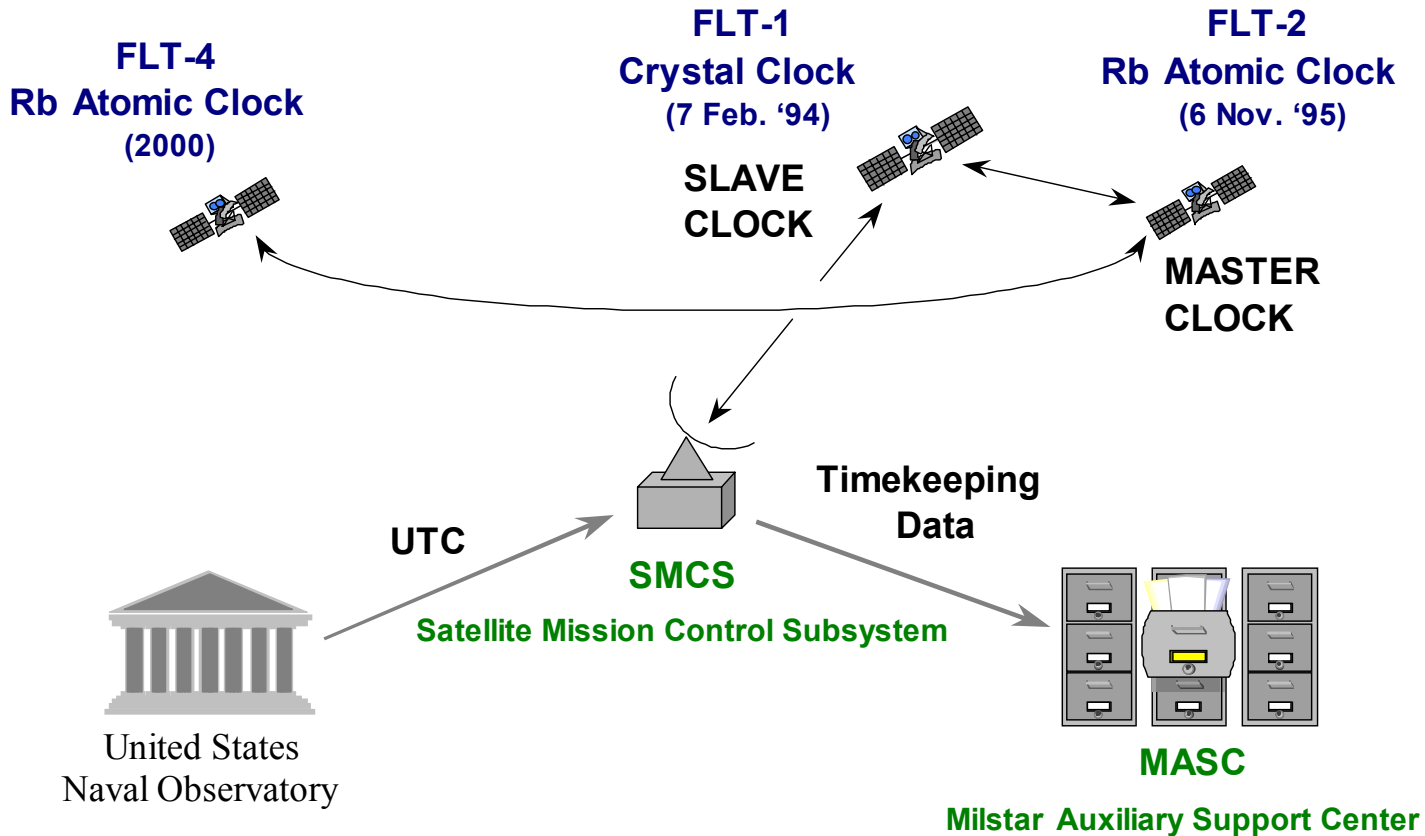 FLT-4
Rb Atomic Clock
(2000)
FLT-1
Crystal Clock
(7 Feb. ‘94)
FLT-2
Rb Atomic Clock
(6 Nov. ‘95)
SLAVE
CLOCK
MASTER
CLOCK
UTC
SMCS
Satellite Mission Control Subsystem
Timekeeping
Data
United States
Naval Observatory
MASC
Milstar Auxiliary Support Center